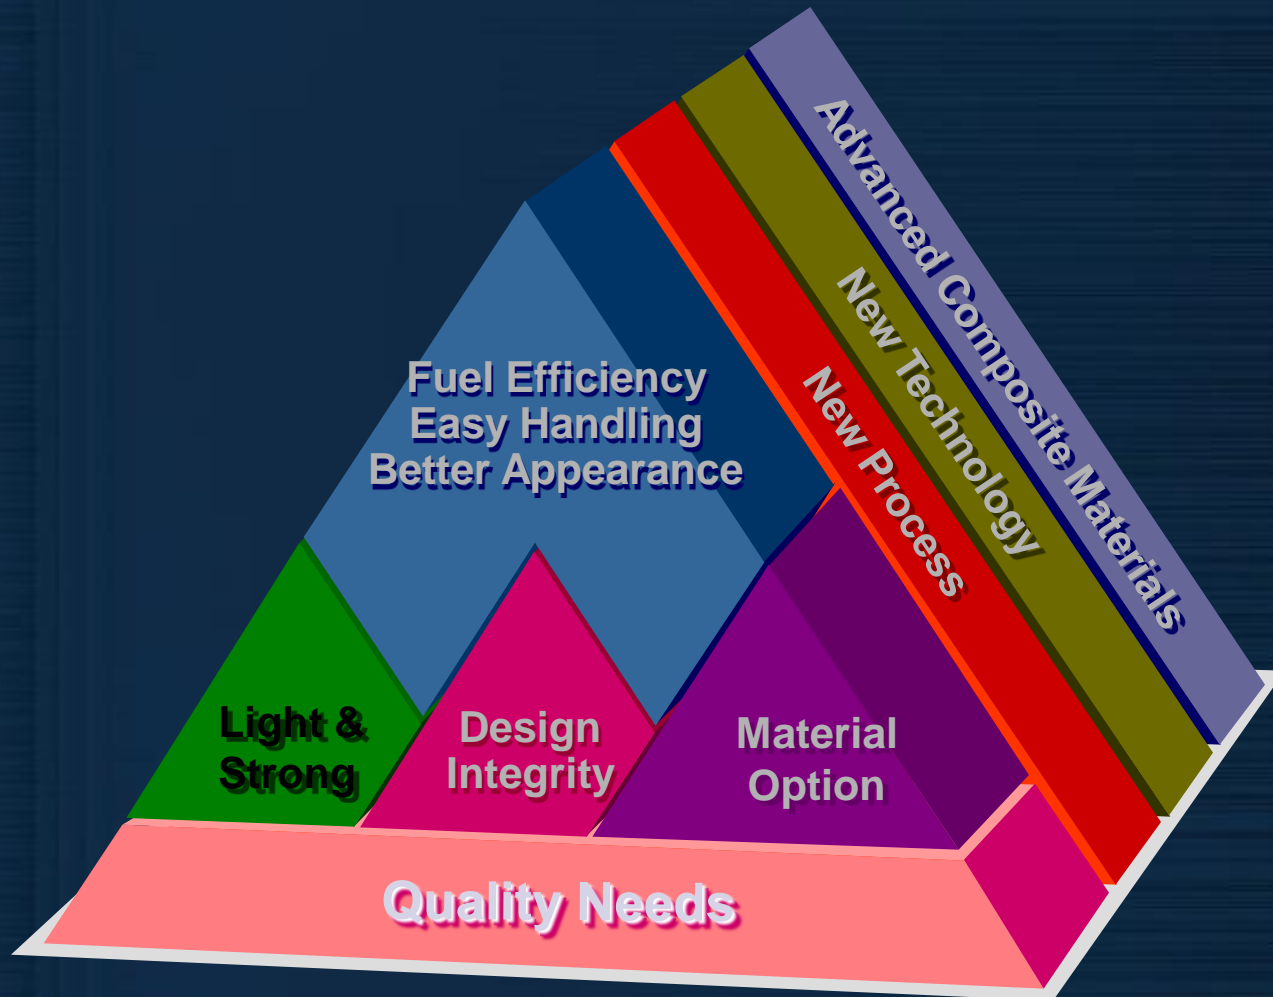 Fuel Efficiency
Easy Handling
Better Appearance
Light &
Strong
Design
Integrity
Material
Option
Quality Needs
New Process
New Technology
Advanced Composite Materials